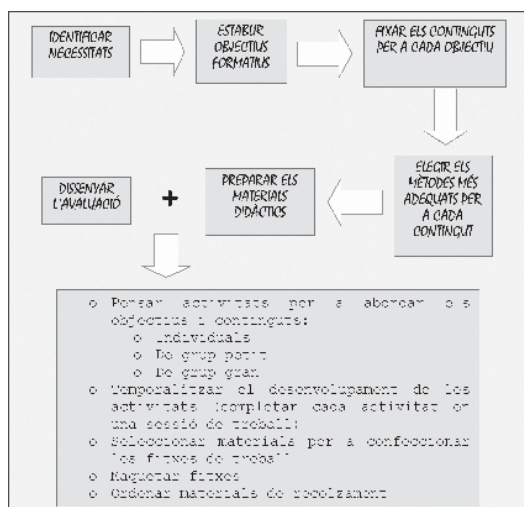 IDENTIFICAR
NECESSITATS
ESTABLIR
OBJECTIUS
FORMATIUS
FIXAR ELS CONTINGUTS
PER A CADA OBJECTIU
ELEGIR ELS
MÈTODES MÉS
ADEQUATS PER
A CADA
CONTINGUT
PREPARAR ELS
MATERIALS
DIDÀCTICS
+
DISSENYAR
L'AVALUACIÓ
o Pensar activitats per a abordar els
objectius i continguts:
o Individuals
o De grup petit
o De grup gran
o Temporalitzar el desenvolupament de les
activitats (completar cada activitat en
una sessió de treball)
o Seleccionar materials per a confeccionar
les fitxes de treball
o Maquetar fitxes
o Ordenar materials de recolzament